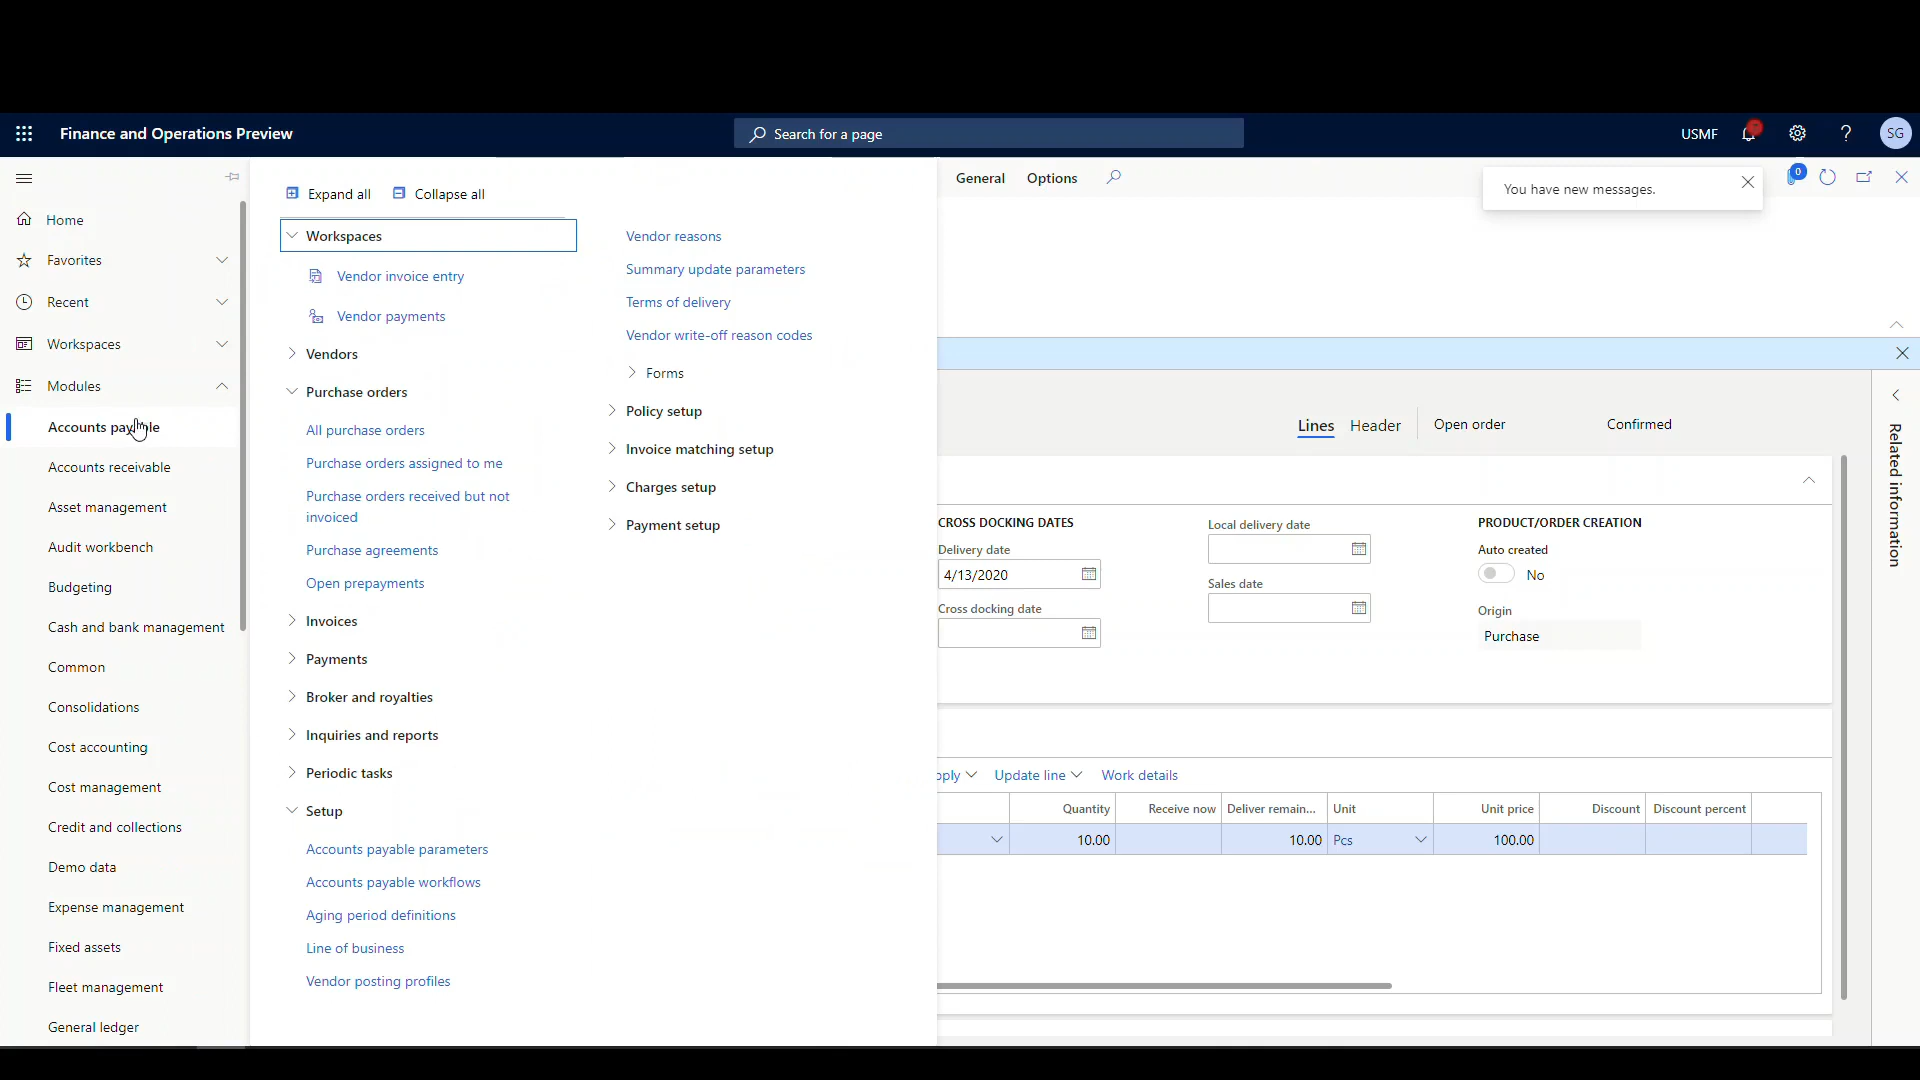 Finance and Operations Preview
Search for a page
USMF
SG
Expand all
Collapse all
General
Options
You have new messages.
0
Home
Favorites
Recent
Workspaces
Modules
Accounts payable
Accounts receivable
Asset management
Audit workbench
Budgeting
Cash and bank management
Common
Consolidations
Cost accounting
Cost management
Credit and collections
Demo data
Expense management
Fixed assets
Fleet management
General ledger
Workspaces
Vendor invoice entry
Vendor payments
Vendors
Purchase orders
All purchase orders
Purchase orders assigned to me
Purchase orders received but not
invoiced
Purchase agreements
Open prepayments
Invoices
Payments
Broker and royalties
Inquiries and reports
Periodic tasks
Setup
Accounts payable parameters
Accounts payable workflows
Aging period definitions
Line of business
Vendor posting profiles
Vendor reasons
Summary update parameters
Terms of delivery
Vendor write-off reason codes
Forms
Policy setup
Invoice matching setup
Charges setup
Payment setup
Lines
Header
Open order
Confirmed
CROSS DOCKING DATES
Delivery date
4/13/2020
Cross docking date
Local delivery date
Sales date
PRODUCT/ORDER CREATION
Auto created
No
Origin
Purchase
Related information
Update line
Work details
Quantity
Receive now
Deliver remain...
Unit
Unit price
Discount
Discount percent
10.00
10.00
Pcs
100.00